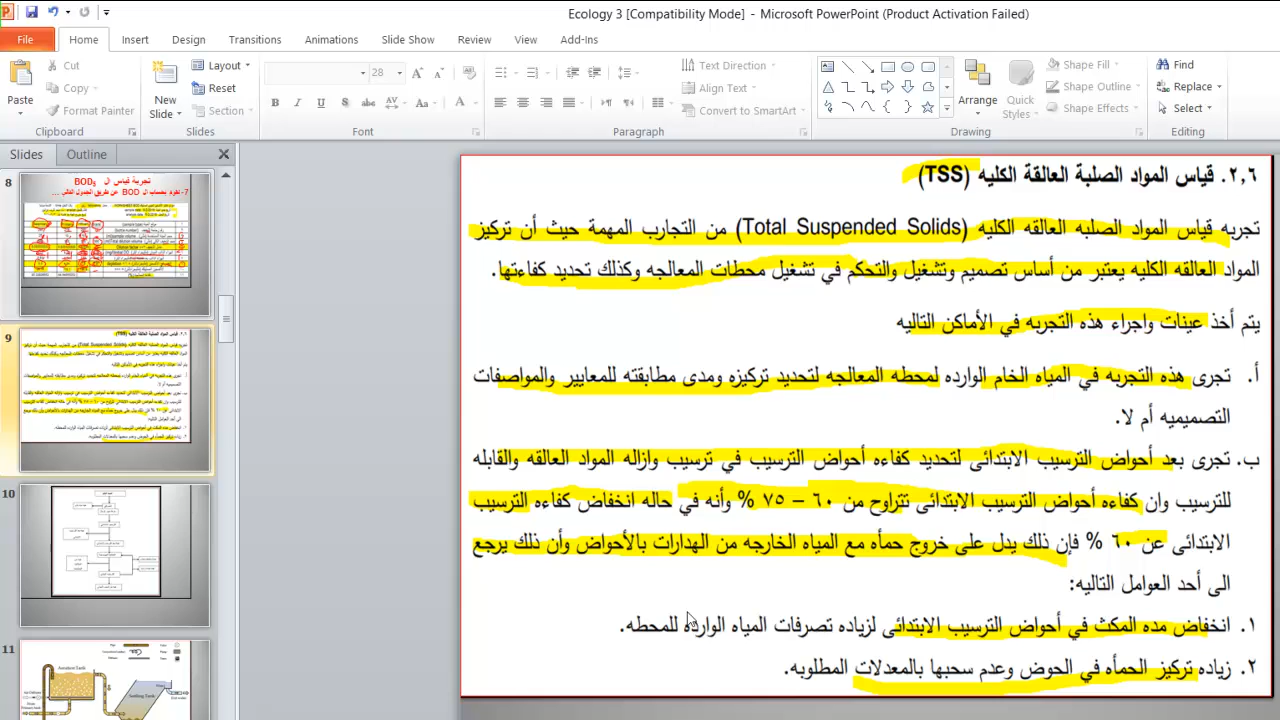 Ecology 3 [Compatibility Mode] - Microsoft PowerPoint (Product Activation Failed)
File Home Insert Design Transitions Animations Slide Show Review View Add-Ins
Paste
Cut
Copy
Format Painter
Clipboard
New Slide
Layout
Reset
Section
Slides
28
Font
Text Direction
Align Text
Convert to SmartArt
Paragraph
Arrange
Quick Styles
Shape Fill
Shape Outline
Shape Effects
Drawing
Find
Replace
Select
Editing
Slides Outline
8
تجربة قياس ال BOD5
9
10
11
٢,٦. قياس المواد الصلبة العالقة الكليه (TSS)
تجربه قياس المواد الصلبه العالقه الكليه (Total Suspended Solids) من التجارب المهمة حيث أن تركيز
المواد العالقه الكليه يعتبر من أساس تصميم وتشغيل والتحكم في تشغيل محطات المعالجه وكذلك تحديد كفاءتها.
يتم أخذ عينات واجراء هذه التجربه في الأماكن التاليه
أ. تجرى هذه التجربه في المياه الخام الوارده لمحطه المعالجه لتحديد تركيزه ومدى مطابقته للمعايير والمواصفات
التصميميه أم لا.
ب. تجرى بعد أحواض الترسيب الابتدائى لتحديد كفاءه أحواض الترسيب في ترسيب وازاله المواد العالقه والقابله
للترسيب وان كفاءه أحواض الترسيب الابتدائى تتراوح من ٦٠ – ٧٥ % وأنه في حاله انخفاض كفاءه الترسيب
الابتدائى عن ٦٠ % فإن ذلك يدل على خروج حمأه مع المياه الخارجه من الهدارات بالأحواض وأن ذلك يرجع
الى أحد العوامل التاليه:
١. انخفاض مده المكث في أحواض الترسيب الابتدائى لزياده تصرفات المياه الوارده للمحطه.
٢. زياده تركيز الحمأه في الحوض وعدم سحبها بالمعدلات المطلوبه.